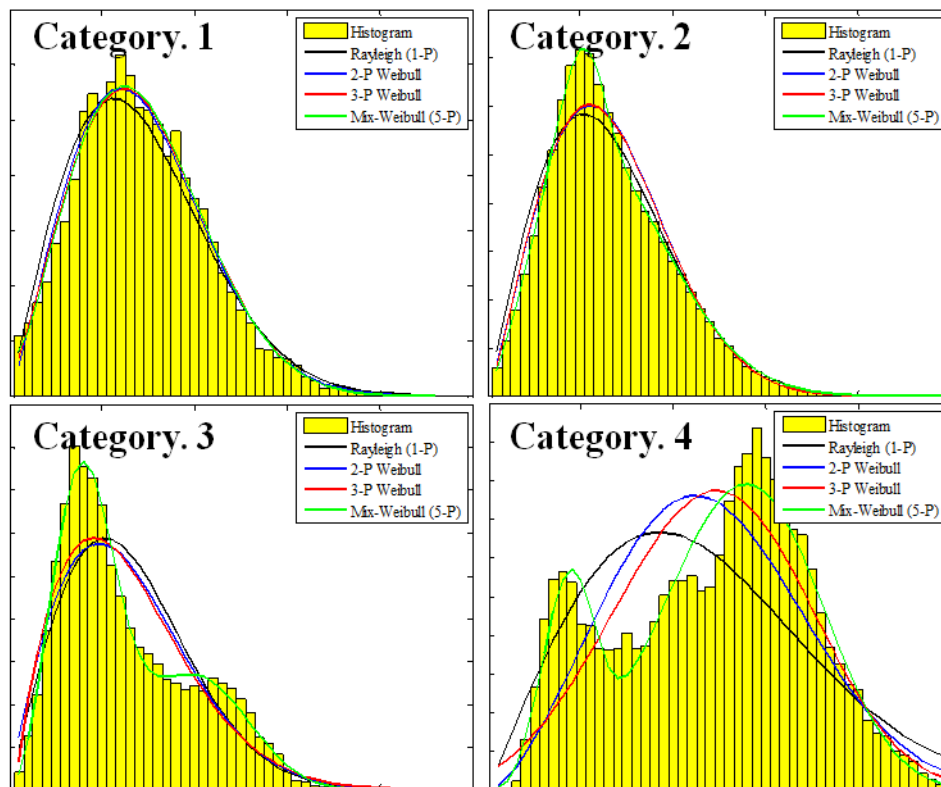 Category. 1
Histogram
Rayleigh (1-P)
2-P Weibull
3-P Weibull
Mix-Weibull (5-P)
Category. 2
Histogram
Rayleigh (1-P)
2-P Weibull
3-P Weibull
Mix-Weibull (5-P)
Category. 3
Histogram
Rayleigh (1-P)
2-P Weibull
3-P Weibull
Mix-Weibull (5-P)
Category. 4
Histogram
Rayleigh (1-P)
2-P Weibull
3-P Weibull
Mix-Weibull (5-P)